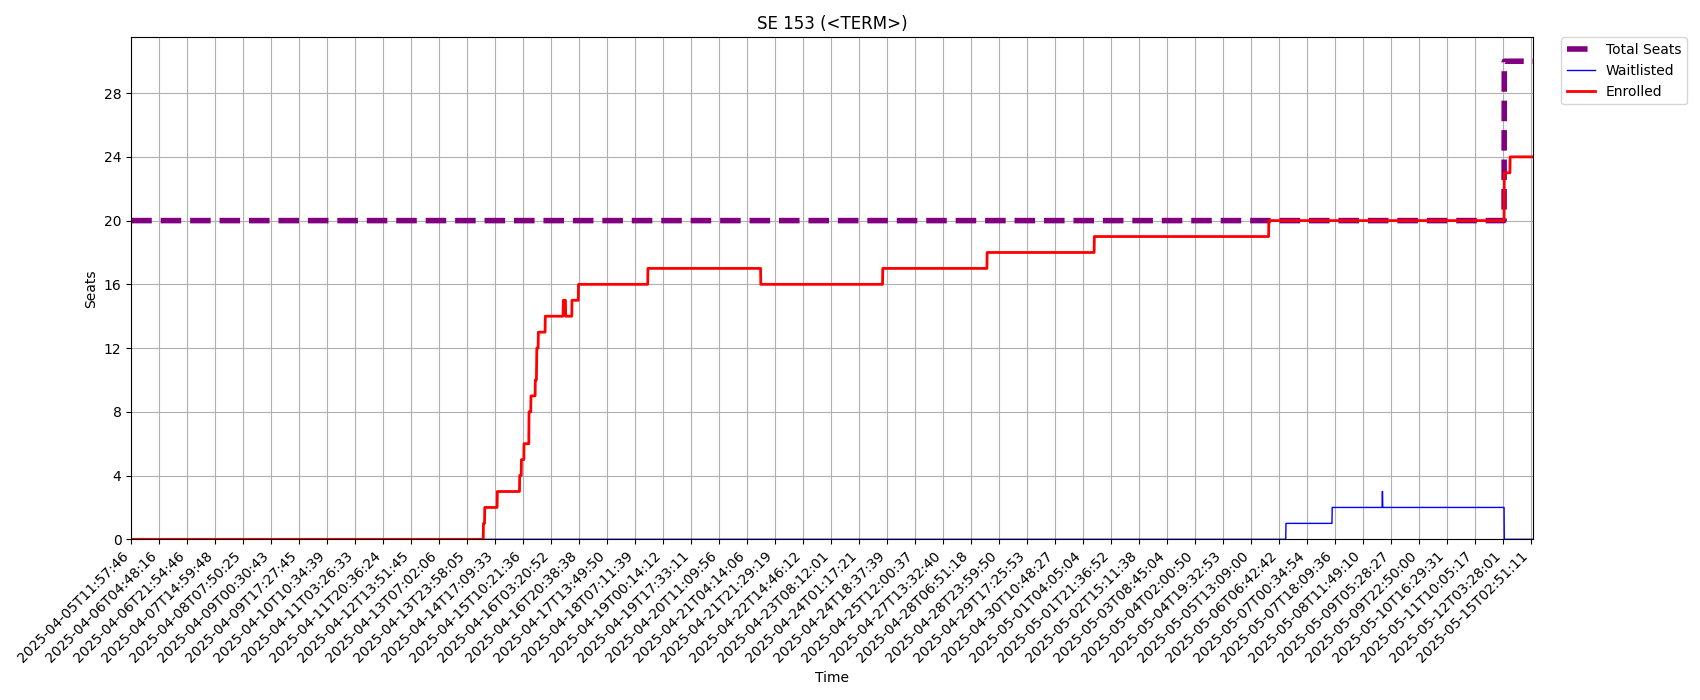 SE 153 (<TERM>)
Total Seats
Waitlisted
Enrolled
28
24
20
16
12
8
4
0
Seats
2025-04-05T11:57:46
2025-04-06T04:48:16
2025-04-06T21:54:46
2025-04-07T14:59:48
2025-04-08T07:50:25
2025-04-09T00:30:43
2025-04-09T17:27:45
2025-04-10T10:34:39
2025-04-11T03:26:33
2025-04-11T20:36:24
2025-04-12T13:51:45
2025-04-13T07:02:06
2025-04-13T23:58:05
2025-04-14T17:09:33
2025-04-15T10:21:36
2025-04-16T03:20:52
2025-04-16T20:38:38
2025-04-17T13:49:50
2025-04-18T07:11:39
2025-04-19T00:14:12
2025-04-19T17:33:11
2025-04-20T11:09:56
2025-04-21T04:14:06
2025-04-21T21:29:19
2025-04-22T14:46:12
2025-04-23T08:12:01
2025-04-24T01:17:21
2025-04-24T18:37:39
2025-04-25T12:00:37
2025-04-27T13:32:40
2025-04-28T06:51:18
2025-04-28T23:59:50
2025-04-29T17:25:53
2025-04-30T10:48:27
2025-05-01T04:05:04
2025-05-01T21:36:52
2025-05-02T15:11:38
2025-05-03T08:45:04
2025-05-04T02:00:50
2025-05-04T19:32:53
2025-05-05T13:09:00
2025-05-06T06:42:42
2025-05-07T00:34:54
2025-05-07T18:09:36
2025-05-08T11:49:10
2025-05-09T05:28:27
2025-05-09T22:50:00
2025-05-10T16:29:31
2025-05-11T10:05:17
2025-05-12T03:28:01
2025-05-15T02:51:11
Time